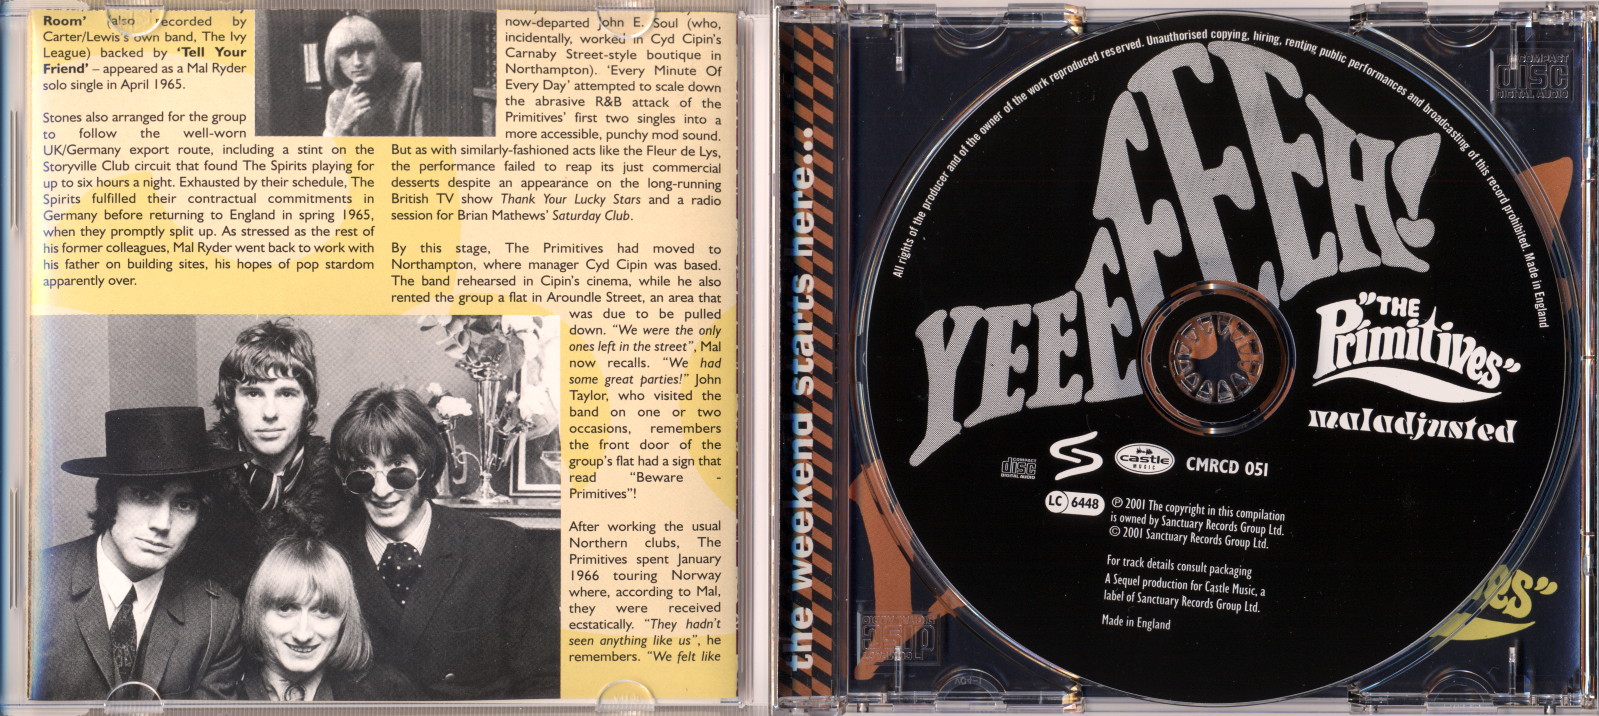 Room' (also recorded by
Carter/Lewis's own band, The Ivy
League) backed by 'Tell Your
Friend' – appeared as a Mal Ryder
solo single in April 1965.
Stones also arranged for the group
to follow the well-worn
UK/Germany export route, including a stint on the
Storyville Club circuit that found The Spirits playing for
up to six hours a night. Exhausted by their schedule, The
Spirits fulfilled their contractual commitments in
Germany before returning to England in spring 1965,
when they promptly split up. As stressed as the rest of
his former colleagues, Mal Ryder went back to work with
his father on building sites, his hopes of pop stardom
apparently over.
now-departed John E. Soul (who,
incidentally, worked in Cyd Cipin's
Carnaby Street-style boutique in
Northampton). 'Every Minute Of
Every Day' attempted to scale down
the abrasive R&B attack of the
Primitives' first two singles into a
more accessible, punchy mod sound.
But as with similarly-fashioned acts like the Fleur de Lys,
the performance failed to reap its just commercial
desserts despite an appearance on the long-running
British TV show Thank Your Lucky Stars and a radio
session for Brian Mathews' Saturday Club.
By this stage, The Primitives had moved to
Northampton, where manager Cyd Cipin was based.
The band rehearsed in Cipin's cinema, while he also
rented the group a flat in Aroundle Street, an area that
was due to be pulled
down. "We were the only
ones left in the street", Mal
now recalls. "We had
some great parties!" John
Taylor, who visited the
band on one or two
occasions, remembers
the front door of the
group's flat had a sign that
read "Beware -
Primitives"!
After working the usual
Northern clubs, The
Primitives spent January
1966 touring Norway
where, according to Mal,
they were received
ecstatically. "They hadn't
seen anything like us", he
remembers. "We felt like
the weekend starts here...
All rights of the producer and of the owner of the work reproduced reserved. Unauthorised copying, hiring, renting public performances and broadcasting of this record prohibited. Made in England
YEEEEEEEH!
"THE
Primitives"
maladjusted
COMPACT
disc
DIGITAL AUDIO
castle
MUSIC
CMRCD 051
LC 6448
℗ 2001 The copyright in this compilation
is owned by Sanctuary Records Group Ltd.
© 2001 Sanctuary Records Group Ltd.
For track details consult packaging
A Sequel production for Castle Music, a
label of Sanctuary Records Group Ltd.
Made in England
COMPACT
disc
DIGITAL AUDIO
es"